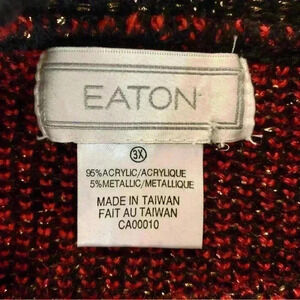 EATON
3X
95% ACRYLIC/ACRYLIQUE
5% METALLIC/METALLIQUE
MADE IN TAIWAN
FAIT AU TAIWAN
CA00010